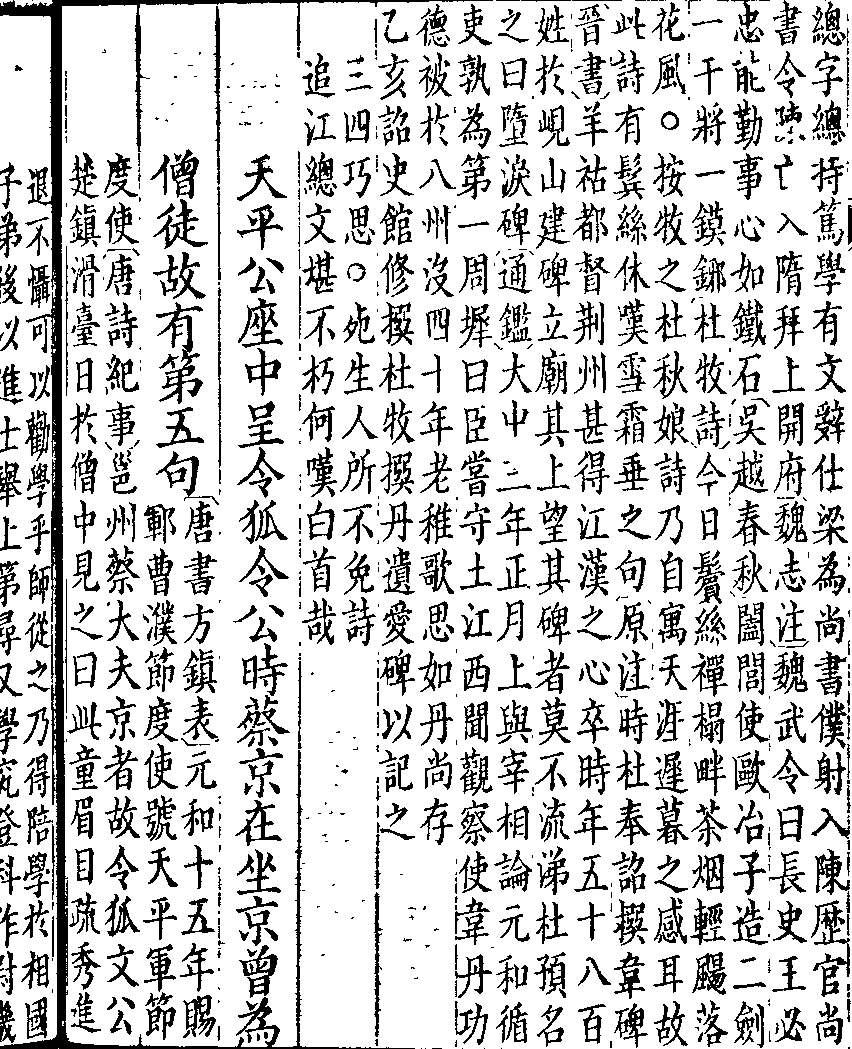 總字總持篤學有文辭仕梁為尚書僕射入陳歷官尚
書令陳亡入隋拜上開府魏志注魏武令曰長史王必
忠能勤事心如鐵石吳越春秋闔閭使歐冶子造二劍
一干將一鏌鋣杜牧詩今日鬢絲禪榻畔茶烟輕颺落
花風○按牧之杜秋娘詩乃自寓天涯遲暮之感耳故
此詩有鬂絲休嘆雪霜垂之句原注時杜奉詔撰韋碑
晉書羊祜都督荆州甚得江漢之心卒時年五十八百
姓於峴山建碑立廟其上望其碑者莫不流涕杜預名
之曰墮淚碑通鑑大中三年正月上與宰相論元和循
吏孰為第一周墀曰臣嘗守土江西聞觀察使韋丹功
德被於八州沒四十年老稚歌思如丹尚存
乙亥詔史館修撰杜牧撰丹遺愛碑以記之
三四巧思○死生人所不免詩
追江總文堪不朽何嘆白首哉
天平公座中呈令狐令公時蔡京在坐京曾為
僧徒故有第五句
唐書方鎮表元和十五年賜
鄆曹濮節度使號天平軍節
度使唐詩紀事邕州蔡大夫京者故令狐文公
楚鎮滑臺日於僧中見之曰此童眉目疏秀進
退不懾可以勸學乎師從之乃得陪學於相國
子弟後以進士舉上第尋又學究登科作尉畿